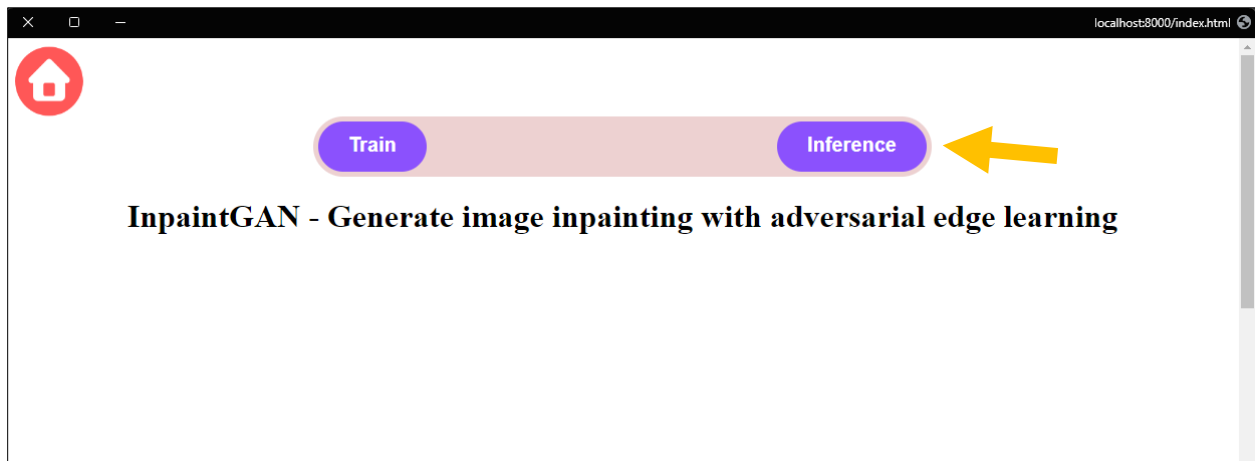 localhost:8000/index.html
Train
Inference
InpaintGAN - Generate image inpainting with adversarial edge learning